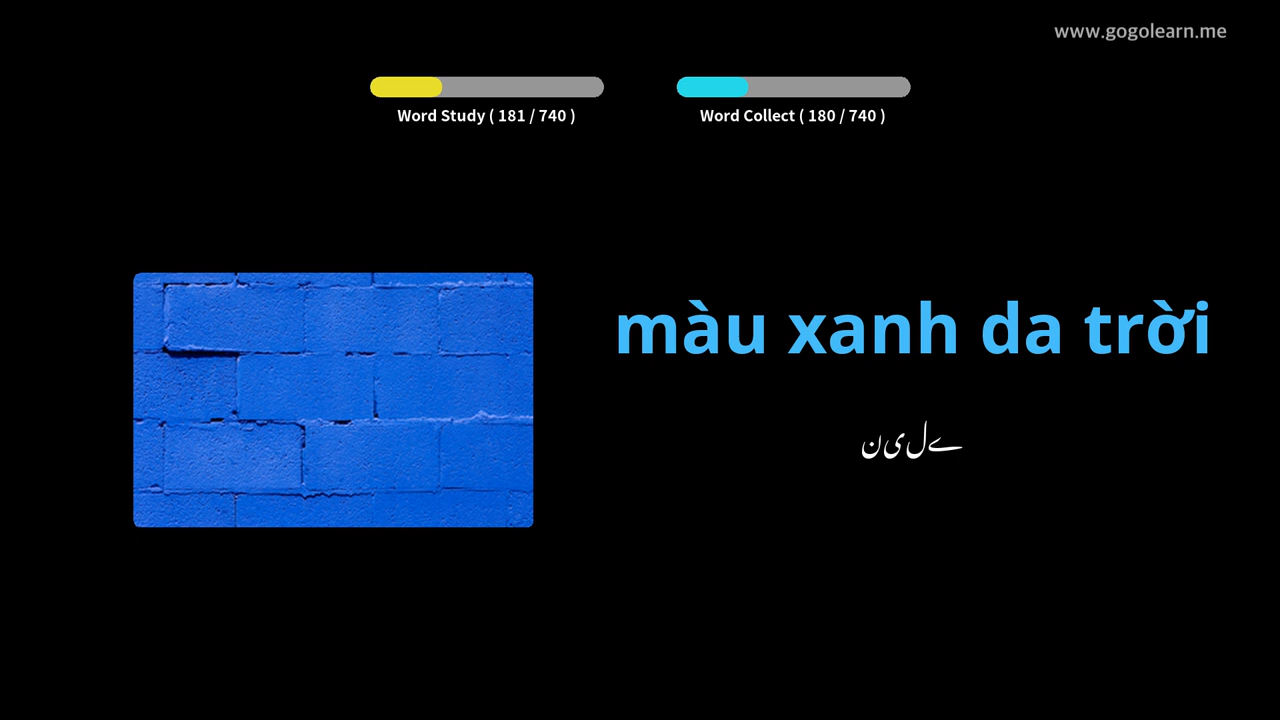 www.gogolearn.me
Word Study ( 181 / 740 )
Word Collect ( 180 / 740 )
màu xanh da trời
نیلے